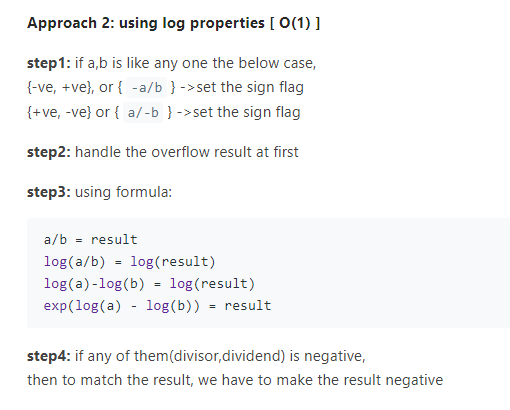 Approach 2: using log properties [ O(1) ]
step1: if a,b is like any one the below case,
{-ve, +ve}, or { -a/b } ->set the sign flag
{+ve, -ve} or { a/-b } ->set the sign flag
step2: handle the overflow result at first
step3: using formula:
a/b = result
log(a/b) = log(result)
log(a)-log(b) = log(result)
exp(log(a) - log(b)) = result
step4: if any of them(divisor,dividend) is negative,
then to match the result, we have to make the result negative